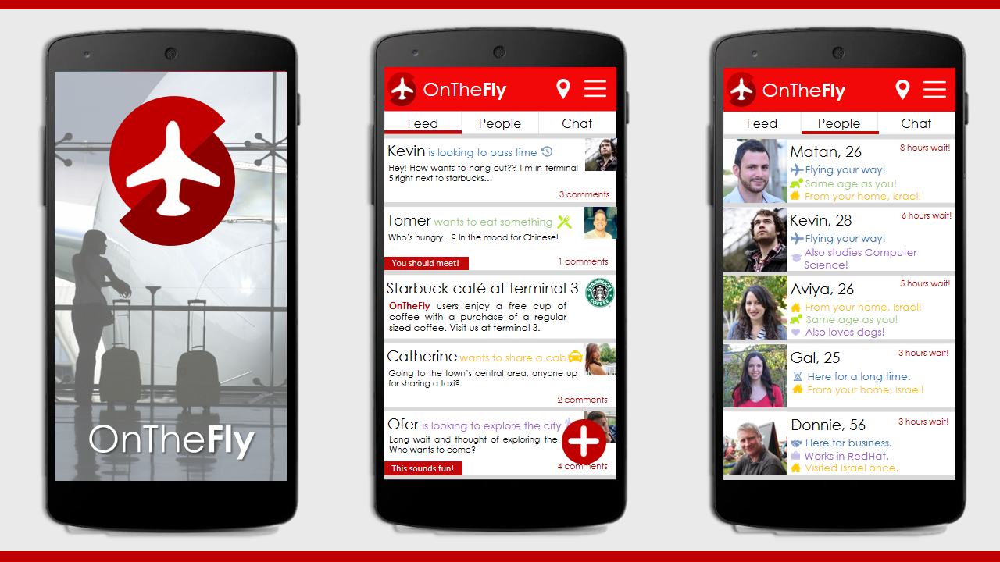 OnTheFly
OnTheFly
Feed People Chat
Kevin is looking to pass time
Hey! How wants to hang out?? I'm in terminal
5 right next to starbucks...
3 comments
Tomer wants to eat something
Who's hungry...? In the mood for Chinese!
You should meet!
1 comments
Starbuck café at terminal 3
OnTheFly users enjoy a free cup of
coffee with a purchase of a regular
sized coffee. Visit us at terminal 3.
STARBUCK
COFFEE
Catherine wants to share a cab
Going to the town's central area, anyone up
for sharing a taxi?
2 comments
Ofer is looking to explore the city
Long wait and thought of exploring the
Who wants to come?
This sounds fun!
4 comments
OnTheFly
Feed People Chat
Matan, 26
8 hours wait!
Flying your way!
Same age as you!
From your home, Israel!
Kevin, 28
6 hours wait!
Flying your way!
Also studies Computer
Science!
Aviya, 26
5 hours wait!
From your home, Israel!
Same age as you!
Also loves dogs!
Gal, 25
3 hours wait!
Here for a long time.
From your home, Israel!
Donnie, 56
3 hours wait!
Here for business.
Works in RedHat.
Visited Israel once.